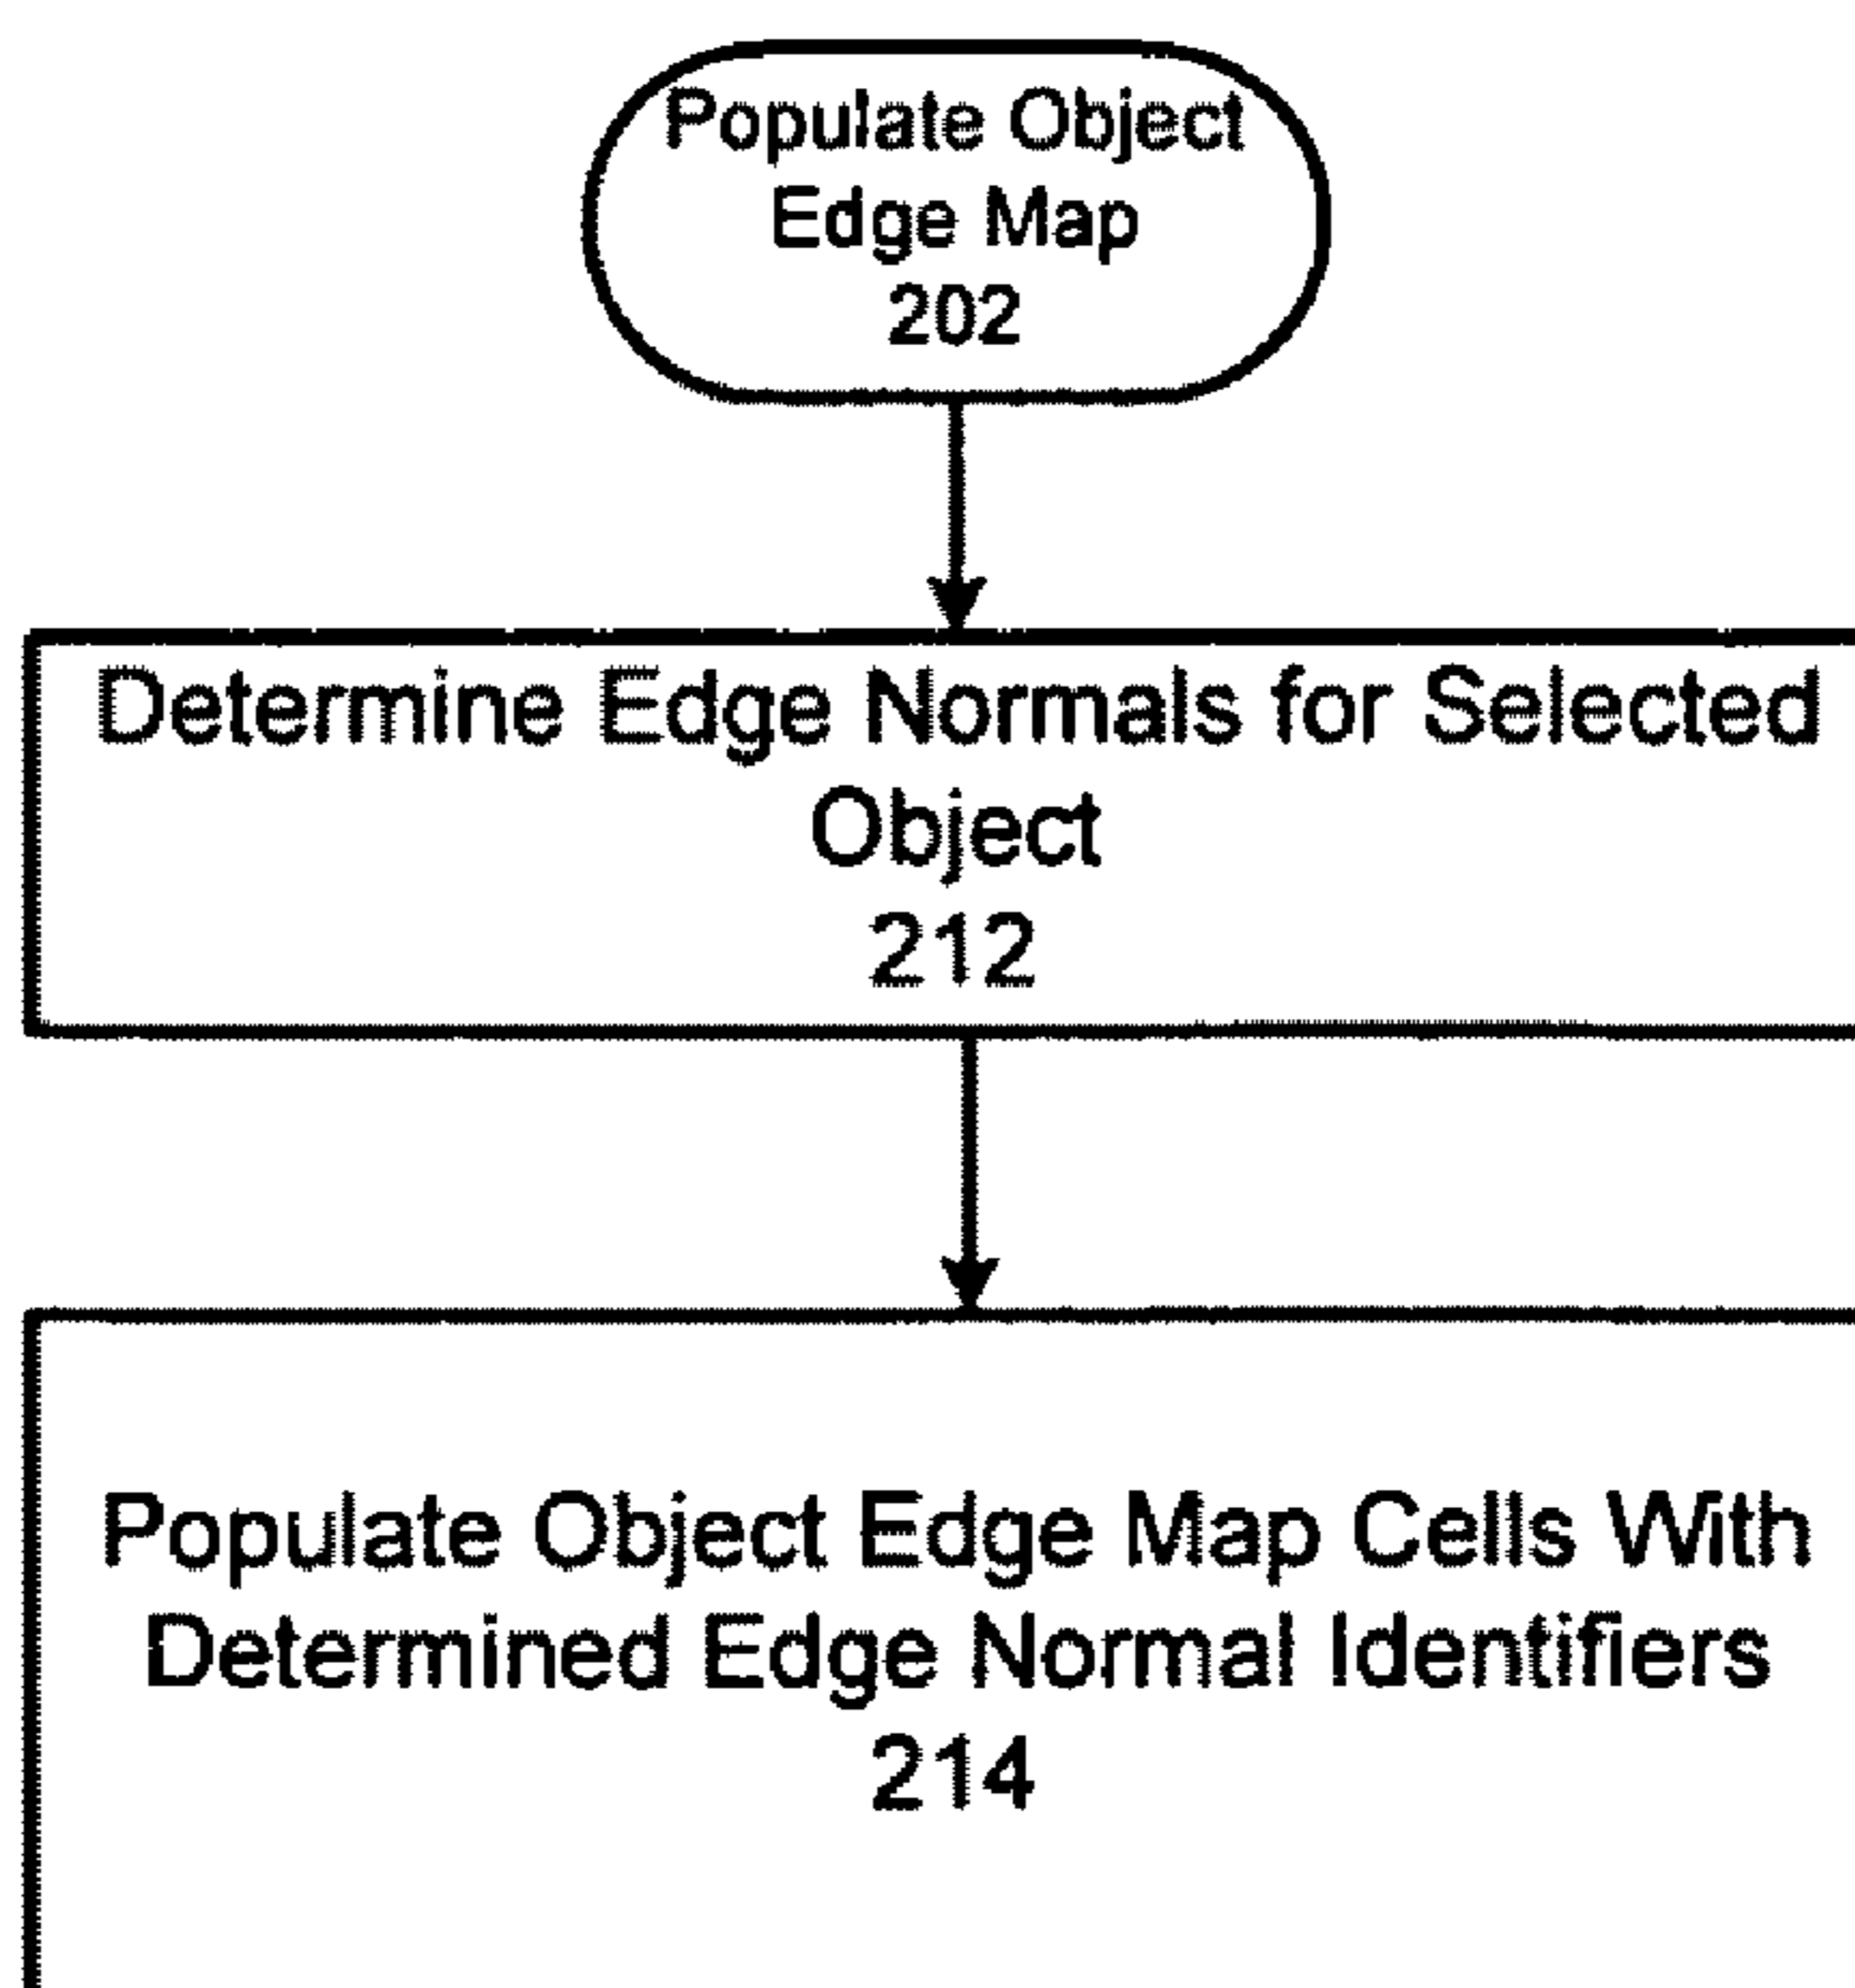 Populate Object
Edge Map
202
Determine Edge Normals for Selected
Object
212
Populate Object Edge Map Cells With
Determined Edge Normal Identifiers
214